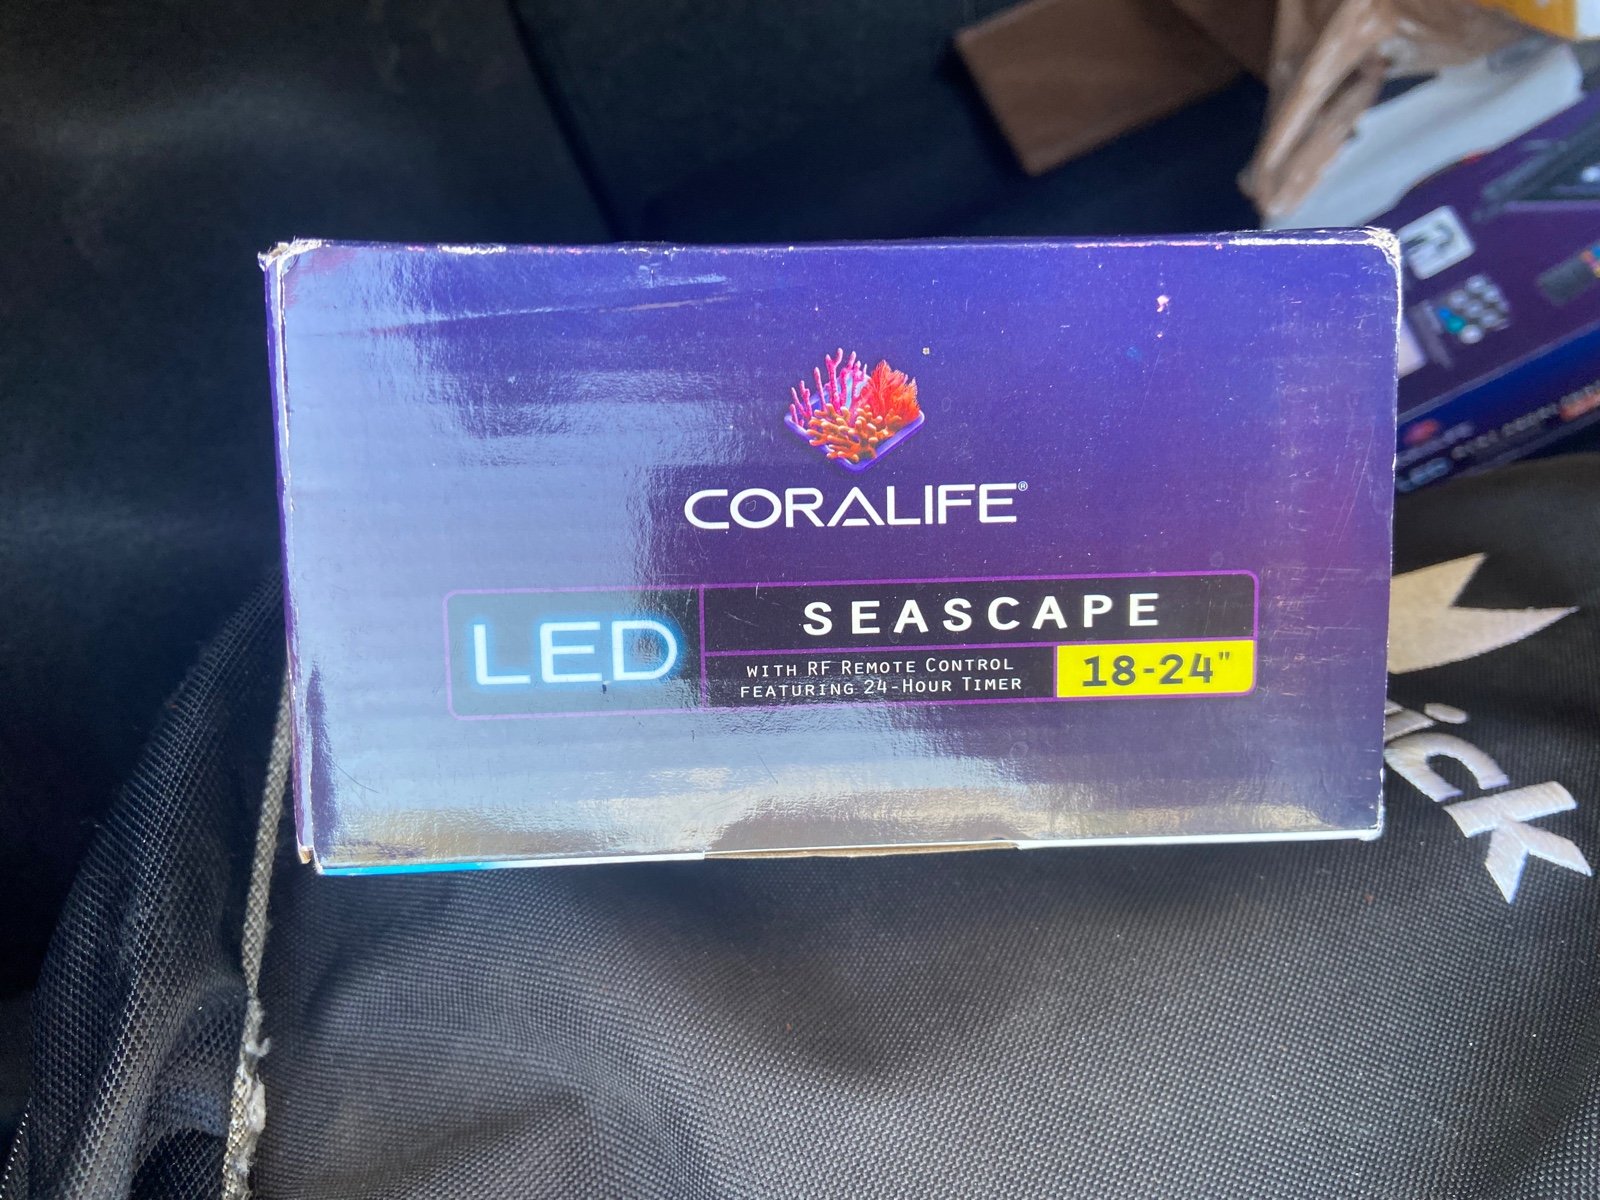 CORALIFE®
LED
SEASCAPE
WITH RF REMOTE CONTROL
FEATURING 24-HOUR TIMER
18-24"